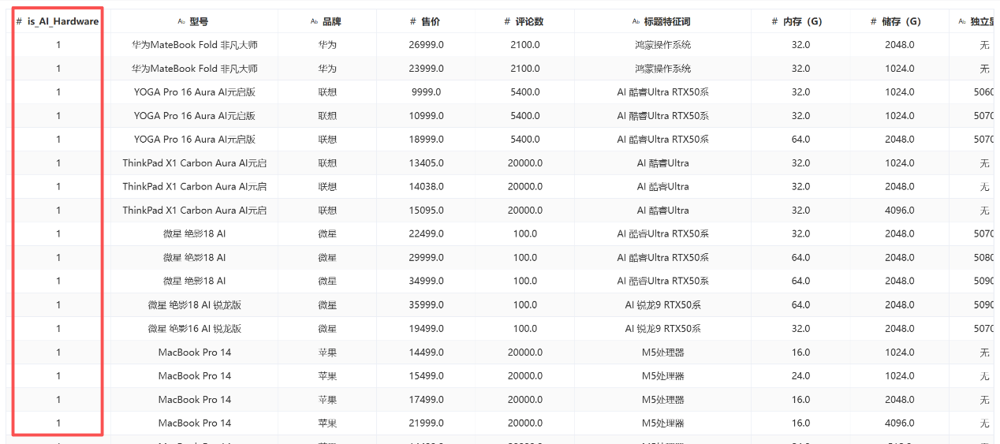 # is_AI_Hardware Ab 型号 Ab 品牌 # 售价 # 评论数 Ab 标题特征词 # 内存（G） # 储存（G） Ab 独立显
1 华为MateBook Fold 非凡大师 华为 26999.0 2100.0 鸿蒙操作系统 32.0 2048.0 无
1 华为MateBook Fold 非凡大师 华为 23999.0 2100.0 鸿蒙操作系统 32.0 1024.0 无
1 YOGA Pro 16 Aura AI元启版 联想 9999.0 5400.0 AI 酷睿Ultra RTX50系 32.0 1024.0 5060
1 YOGA Pro 16 Aura AI元启版 联想 10999.0 5400.0 AI 酷睿Ultra RTX50系 32.0 1024.0 5070
1 YOGA Pro 16 Aura AI元启版 联想 18999.0 5400.0 AI 酷睿Ultra RTX50系 64.0 2048.0 5070
1 ThinkPad X1 Carbon Aura AI元启 联想 13405.0 20000.0 AI 酷睿Ultra 32.0 1024.0 无
1 ThinkPad X1 Carbon Aura AI元启 联想 14038.0 20000.0 AI 酷睿Ultra 32.0 2048.0 无
1 ThinkPad X1 Carbon Aura AI元启 联想 15095.0 20000.0 AI 酷睿Ultra 32.0 4096.0 无
1 微星 绝影18 AI 微星 22499.0 100.0 AI 酷睿Ultra RTX50系 32.0 2048.0 5070
1 微星 绝影18 AI 微星 29999.0 100.0 AI 酷睿Ultra RTX50系 64.0 2048.0 5080
1 微星 绝影18 AI 微星 34999.0 100.0 AI 酷睿Ultra RTX50系 64.0 2048.0 5090
1 微星 绝影18 AI 锐龙版 微星 35999.0 100.0 AI 锐龙9 RTX50系 64.0 2048.0 5090
1 微星 绝影16 AI 锐龙版 微星 19499.0 100.0 AI 锐龙9 RTX50系 32.0 2048.0 5070
1 MacBook Pro 14 苹果 14499.0 20000.0 M5处理器 16.0 1024.0 无
1 MacBook Pro 14 苹果 15499.0 20000.0 M5处理器 24.0 1024.0 无
1 MacBook Pro 14 苹果 17499.0 20000.0 M5处理器 16.0 2048.0 无
1 MacBook Pro 14 苹果 21999.0 20000.0 M5处理器 16.0 4096.0 无